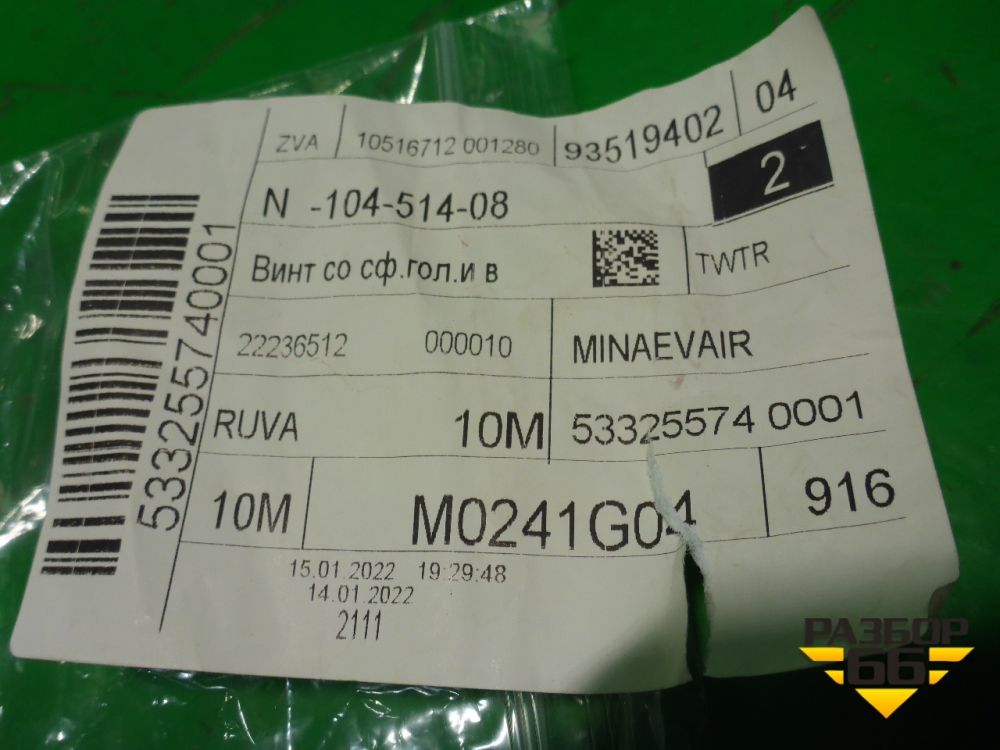 ZVA 10516712 001280 93519402 04
2
N -104-514-08
Винт со сф.гол.и в
TWTR
22236512 000010 MINAEVAIR
RUVA 10M 53325574 0001
10M M0241G04 916
15.01.2022 19:29:48
14.01.2022
2111
533255740001
РАЗБОР
66